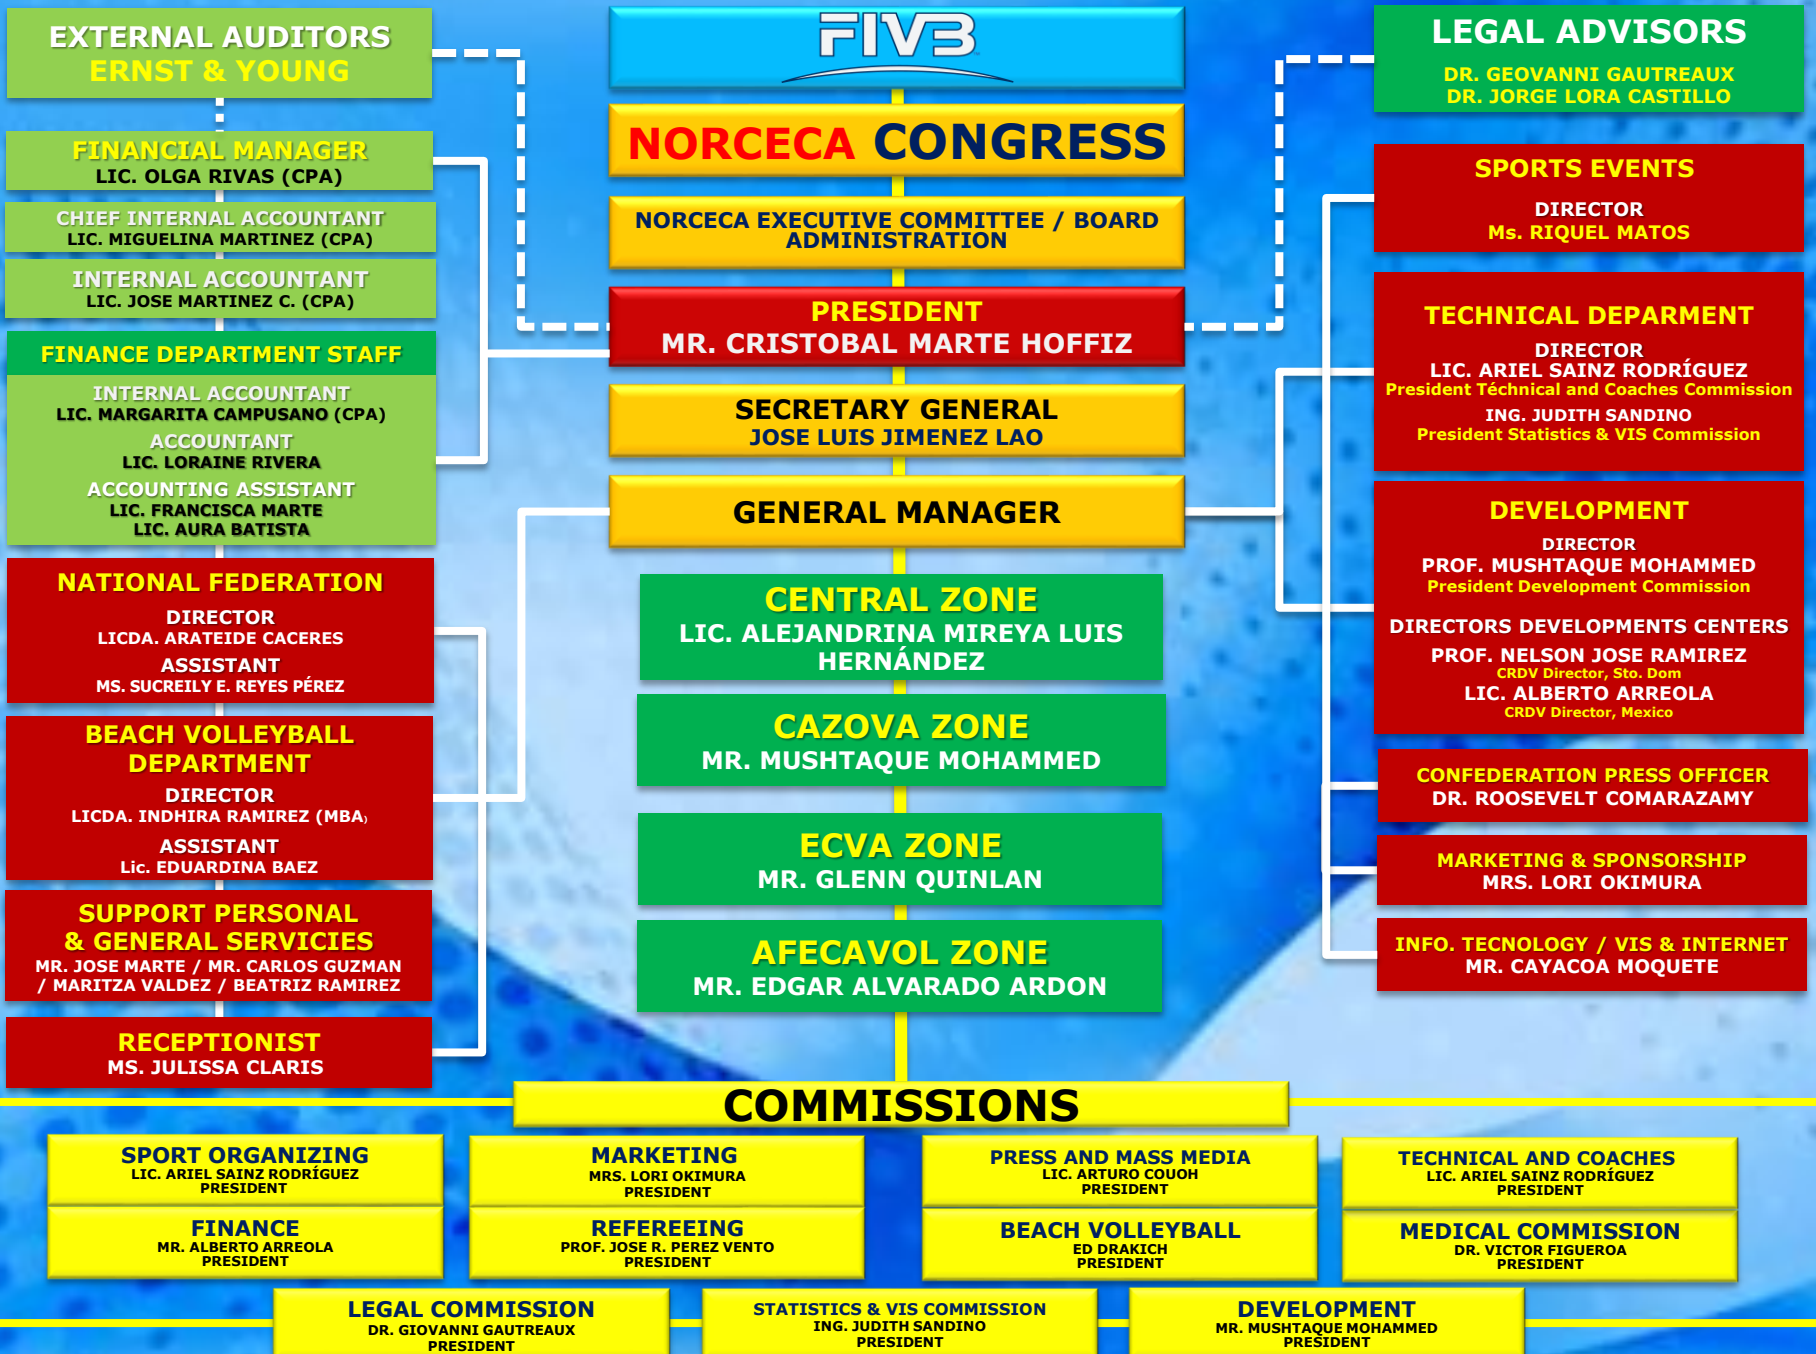 EXTERNAL AUDITORS
ERNST & YOUNG
FINANCIAL MANAGER
LIC. OLGA RIVAS (CPA)
CHIEF INTERNAL ACCOUNTANT
LIC. MIGUELINA MARTINEZ (CPA)
INTERNAL ACCOUNTANT
LIC. JOSE MARTINEZ C. (CPA)
FINANCE DEPARTMENT STAFF
INTERNAL ACCOUNTANT
LIC. MARGARITA CAMPUSANO (CPA)
ACCOUNTANT
LIC. LORAINE RIVERA
ACCOUNTING ASSISTANT
LIC. FRANCISCA MARTE
LIC. AURA BATISTA
NATIONAL FEDERATION
DIRECTOR
LICDA. ARATEIDE CACERES
ASSISTANT
MS. SUCREILY E. REYES PÉREZ
BEACH VOLLEYBALL
DEPARTMENT
DIRECTOR
LICDA. INDHIRA RAMIREZ (MBA)
ASSISTANT
Lic. EDUARDINA BAEZ
SUPPORT PERSONAL
& GENERAL SERVICIES
MR. JOSE MARTE / MR. CARLOS GUZMAN
/ MARITZA VALDEZ / BEATRIZ RAMIREZ
RECEPTIONIST
MS. JULISSA CLARIS
FIVB
NORCECA CONGRESS
NORCECA EXECUTIVE COMMITTEE / BOARD
ADMINISTRATION
PRESIDENT
MR. CRISTOBAL MARTE HOFFIZ
SECRETARY GENERAL
JOSE LUIS JIMENEZ LAO
GENERAL MANAGER
CENTRAL ZONE
LIC. ALEJANDRINA MIREYA LUIS
HERNÁNDEZ
CAZOVA ZONE
MR. MUSHTAQUE MOHAMMED
ECVA ZONE
MR. GLENN QUINLAN
AFECAVOL ZONE
MR. EDGAR ALVARADO ARDON
LEGAL ADVISORS
DR. GEOVANNI GAUTREAUX
DR. JORGE LORA CASTILLO
SPORTS EVENTS
DIRECTOR
Ms. RIQUEL MATOS
TECHNICAL DEPARMENT
DIRECTOR
LIC. ARIEL SAINZ RODRÍGUEZ
President Téchnical and Coaches Commission
ING. JUDITH SANDINO
President Statistics & VIS Commission
DEVELOPMENT
DIRECTOR
PROF. MUSHTAQUE MOHAMMED
President Development Commission
DIRECTORS DEVELOPMENTS CENTERS
PROF. NELSON JOSE RAMIREZ
CRDV Director, Sto. Dom
LIC. ALBERTO ARREOLA
CRDV Director, Mexico
CONFEDERATION PRESS OFFICER
DR. ROOSEVELT COMARAZAMY
MARKETING & SPONSORSHIP
MRS. LORI OKIMURA
INFO. TECNOLOGY / VIS & INTERNET
MR. CAYACOA MOQUETE
COMMISSIONS
SPORT ORGANIZING
LIC. ARIEL SAINZ RODRÍGUEZ
PRESIDENT
MARKETING
MRS. LORI OKIMURA
PRESIDENT
PRESS AND MASS MEDIA
LIC. ARTURO COUOH
PRESIDENT
TECHNICAL AND COACHES
LIC. ARIEL SAINZ RODRÍGUEZ
PRESIDENT
FINANCE
MR. ALBERTO ARREOLA
PRESIDENT
REFEREEING
PROF. JOSE R. PEREZ VENTO
PRESIDENT
BEACH VOLLEYBALL
ED DRAKICH
PRESIDENT
MEDICAL COMMISSION
DR. VICTOR FIGUEROA
PRESIDENT
LEGAL COMMISSION
DR. GIOVANNI GAUTREAUX
PRESIDENT
STATISTICS & VIS COMMISSION
ING. JUDITH SANDINO
PRESIDENT
DEVELOPMENT
MR. MUSHTAQUE MOHAMMED
PRESIDENT